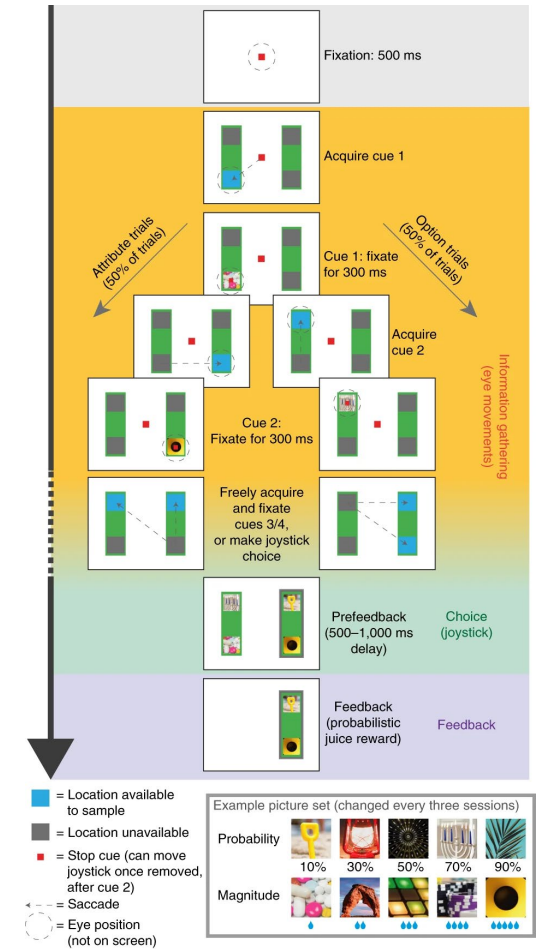 Fixation: 500 ms
Acquire cue 1
Attribute trials
(50% of trials)
Option trials
(50% of trials)
Cue 1: fixate
for 300 ms
Acquire
cue 2
Information gathering
(eye movements)
Cue 2:
Fixate for 300 ms
Freely acquire
and fixate
cues 3/4,
or make joystick
choice
Prefeedback
(500–1,000 ms
delay)
Choice
(joystick)
Feedback
(probabilistic
juice reward)
Feedback
= Location available
to sample
= Location unavailable
= Stop cue (can move
joystick once removed,
after cue 2)
= Saccade
= Eye position
(not on screen)
Example picture set (changed every three sessions)
Probability
10% 30% 50% 70% 90%
Magnitude